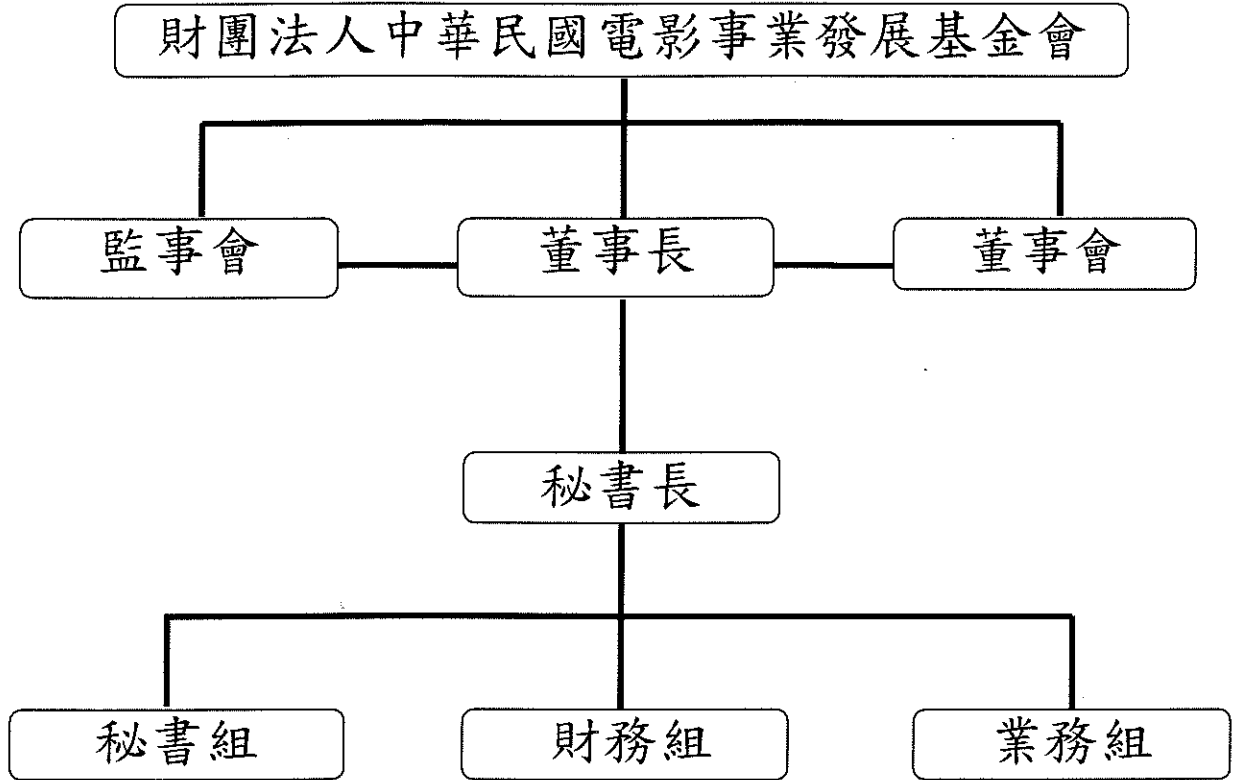 財團法人中華民國電影事業發展基金會
監事會
董事長
董事會
秘書長
秘書組
財務組
業務組